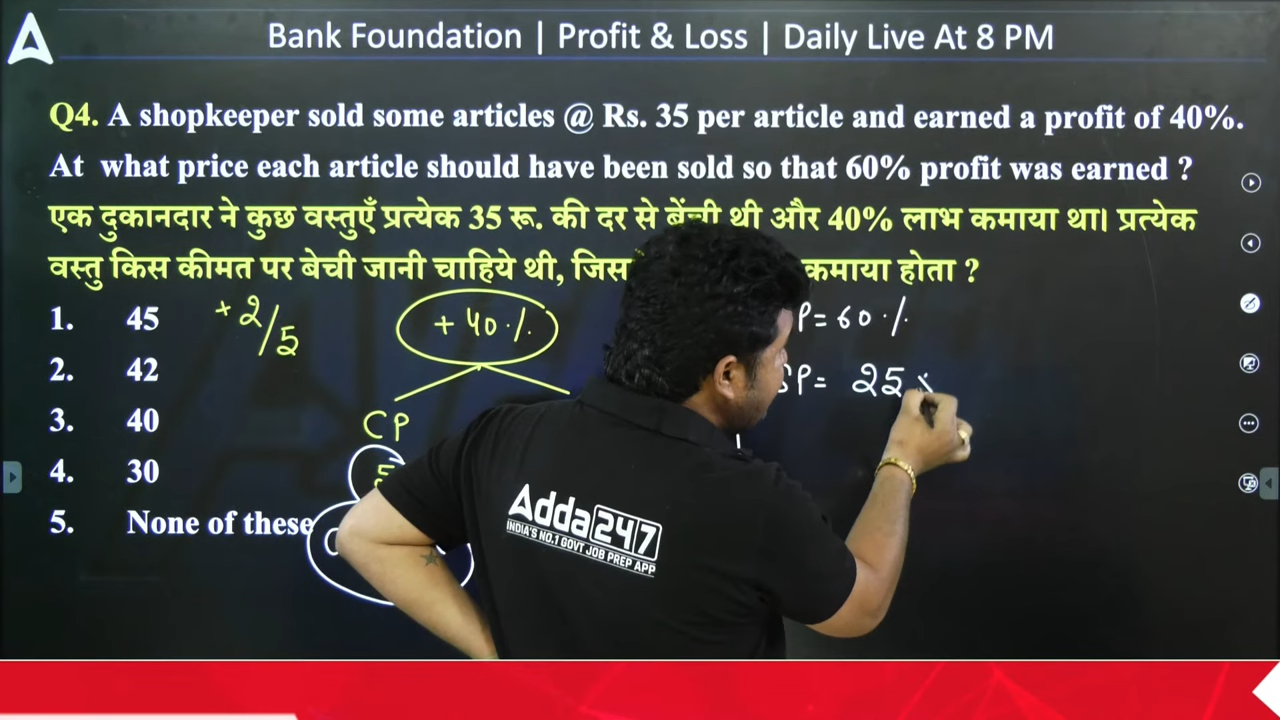 Bank Foundation | Profit & Loss | Daily Live At 8 PM
Q4. A shopkeeper sold some articles @ Rs. 35 per article and earned a profit of 40%.
At what price each article should have been sold so that 60% profit was earned ?
एक दुकानदार ने कुछ वस्तुएँ प्रत्येक 35 रू. की दर से बेंची थी और 40% लाभ कमाया था। प्रत्येक
वस्तु किस कीमत पर बेची जानी चाहिये थी, जिस कमाया होता ?
1. 45
2. 42
3. 40
4. 30
5. None of these
+2/5
+40%
CP
5
P=60%
SP= 25
Adda247
INDIA'S NO.1 GOVT JOB PREP APP